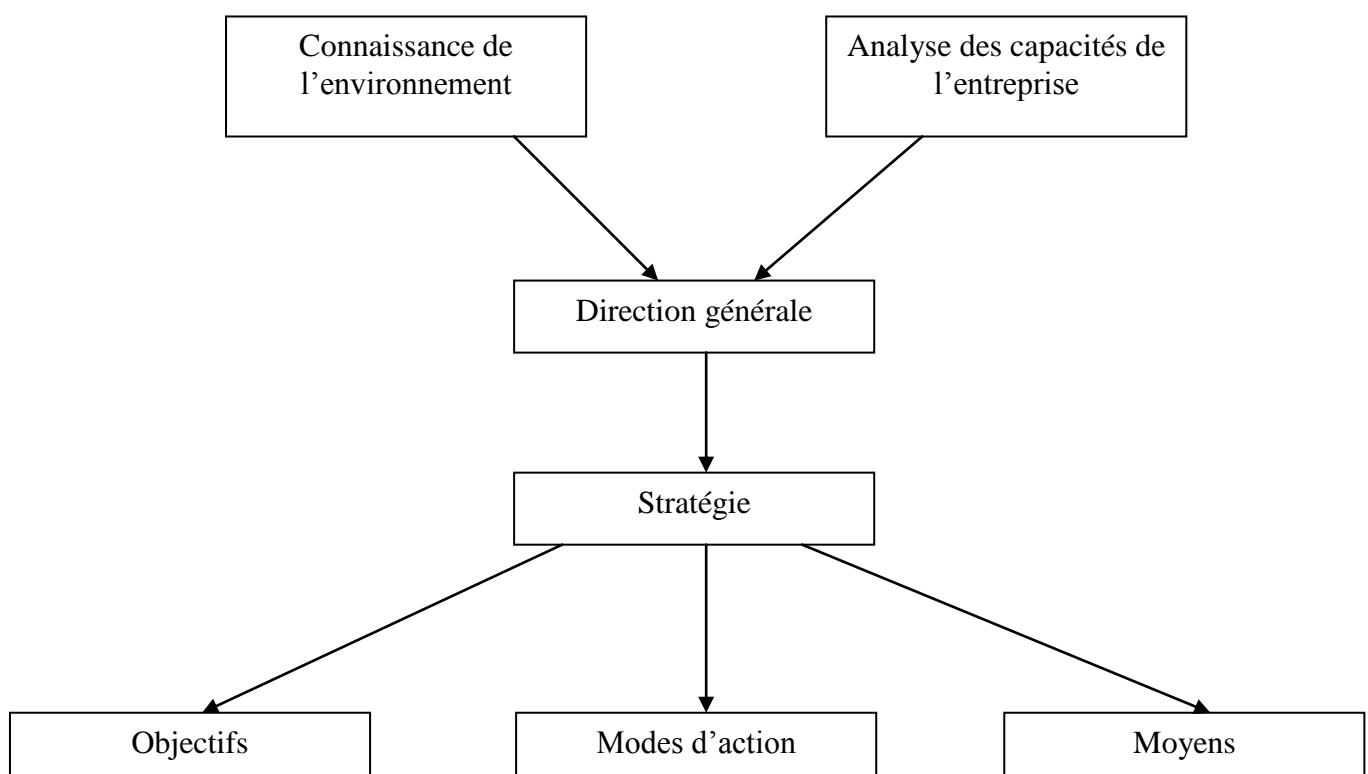 Connaissance de
l’environnement
Analyse des capacités de
l’entreprise
Direction générale
Stratégie
Objectifs
Modes d’action
Moyens